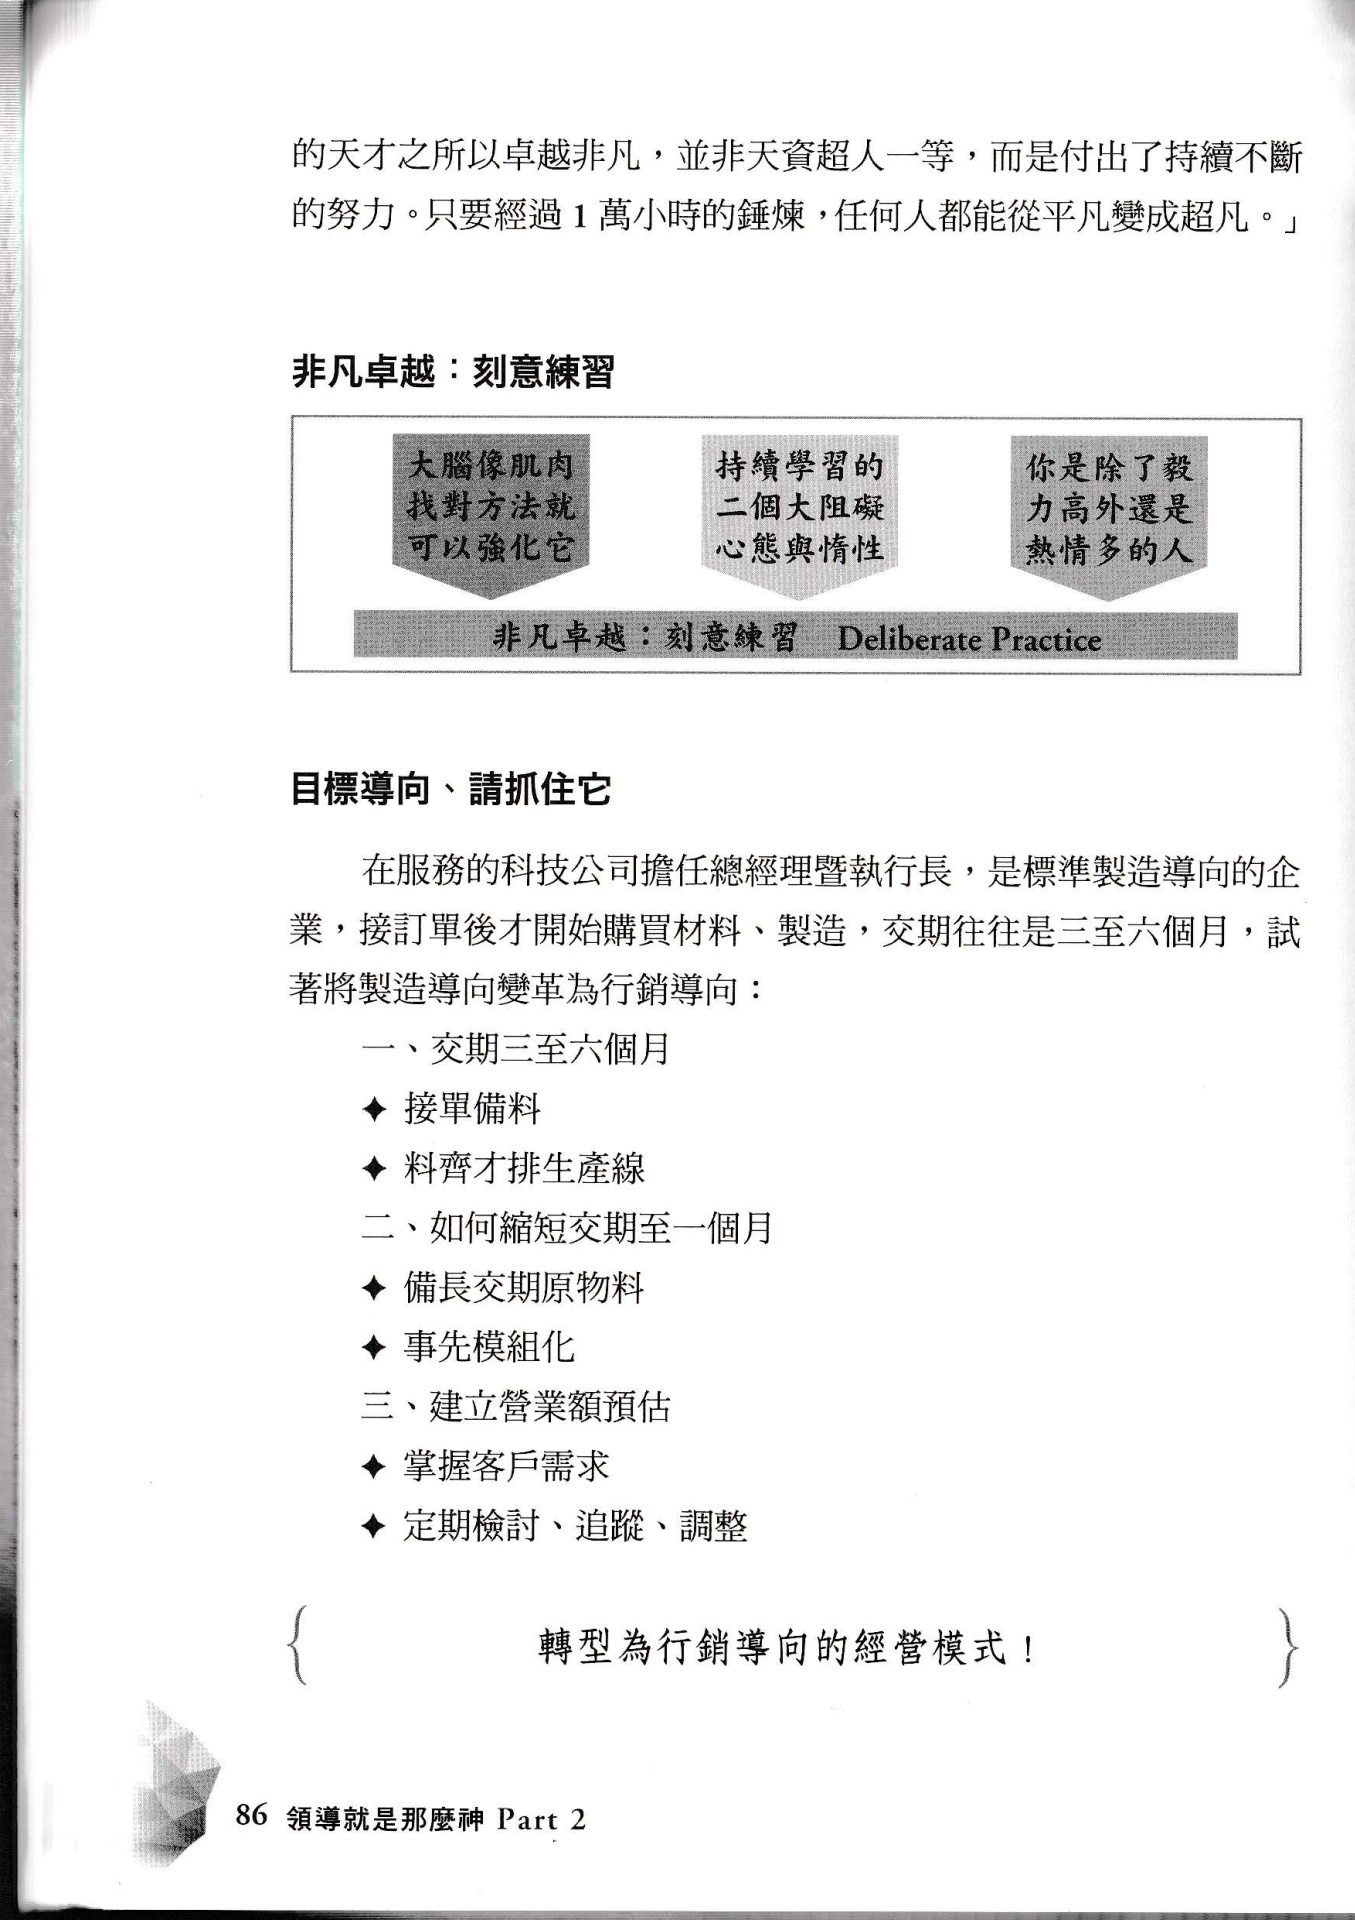 的天才之所以卓越非凡，並非天資超人一等，而是付出了持續不斷
的努力。只要經過 1 萬小時的錘煉，任何人都能從平凡變成超凡。」
非凡卓越：刻意練習
大腦像肌肉
找對方法就
可以強化它
持續學習的
二個大阻礙
心態與惰性
你是除了毅
力高外還是
熱情多的人
非凡卓越：刻意練習 Deliberate Practice
目標導向、請抓住它
在服務的科技公司擔任總經理暨執行長，是標準製造導向的企
業，接訂單後才開始購買材料、製造，交期往往是三至六個月，試
著將製造導向變革為行銷導向：
一、交期三至六個月
✦ 接單備料
✦ 料齊才排生產線
二、如何縮短交期至一個月
✦ 備長交期原物料
✦ 事先模組化
三、建立營業額預估
✦ 掌握客戶需求
✦ 定期檢討、追蹤、調整
{ 轉型為行銷導向的經營模式！ }
86 領導就是那麼神 Part 2